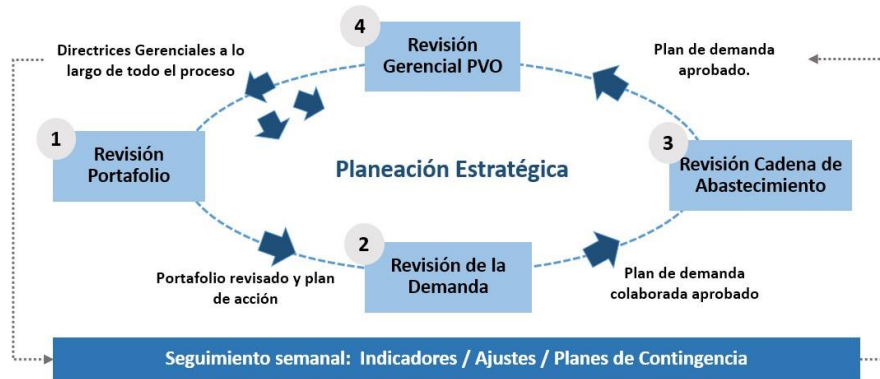 4
Revisión
Gerencial PVO
Directrices Gerenciales a lo
largo de todo el proceso
Plan de demanda
aprobado.
1
Revisión
Portafolio
Planeación Estratégica
3
Revisión Cadena de
Abastecimiento
2
Revisión de la
Demanda
Portafolio revisado y plan
de acción
Plan de demanda
colaborada aprobado
Seguimiento semanal: Indicadores / Ajustes / Planes de Contingencia